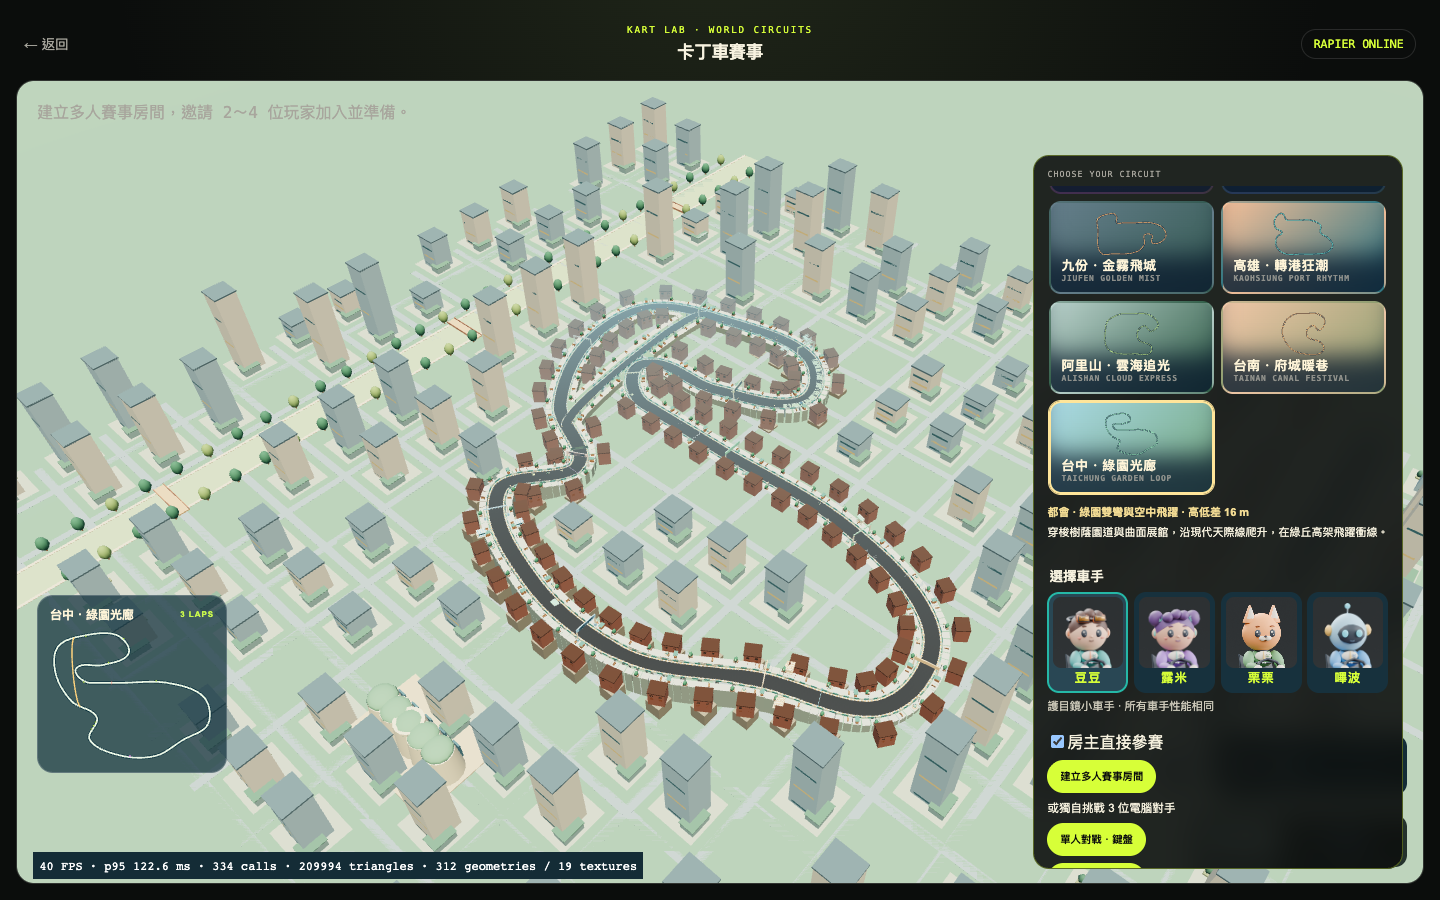 KART LAB · WORLD CIRCUITS
← 返回
卡丁車賽事
RAPIER ONLINE
建立多人賽事房間，邀請 2～4 位玩家加入並準備。
CHOOSE YOUR CIRCUIT
九份 · 金霧飛城
JIUFEN GOLDEN MIST
高雄 · 轉港狂潮
KAOHSIUNG PORT RHYTHM
阿里山 · 雲海追光
ALISHAN CLOUD EXPRESS
台南 · 府城暖巷
TAINAN CANAL FESTIVAL
台中 · 綠園光廊
TAICHUNG GARDEN LOOP
都會 · 綠園雙彎與空中飛躍 · 高低差 16 m
穿梭樹蔭園道與曲面展館，沿現代天際線爬升，在綠丘高架飛躍衝線。
選擇車手
豆豆
露米
栗栗
嗶波
護目鏡小車手 · 所有車手性能相同
房主直接參賽
建立多人賽事房間
或獨自挑戰 3 位電腦對手
單人對戰 · 鍵盤
台中 · 綠園光廊
3 LAPS
40 FPS · p95 122.6 ms · 334 calls · 209994 triangles · 312 geometries / 19 textures